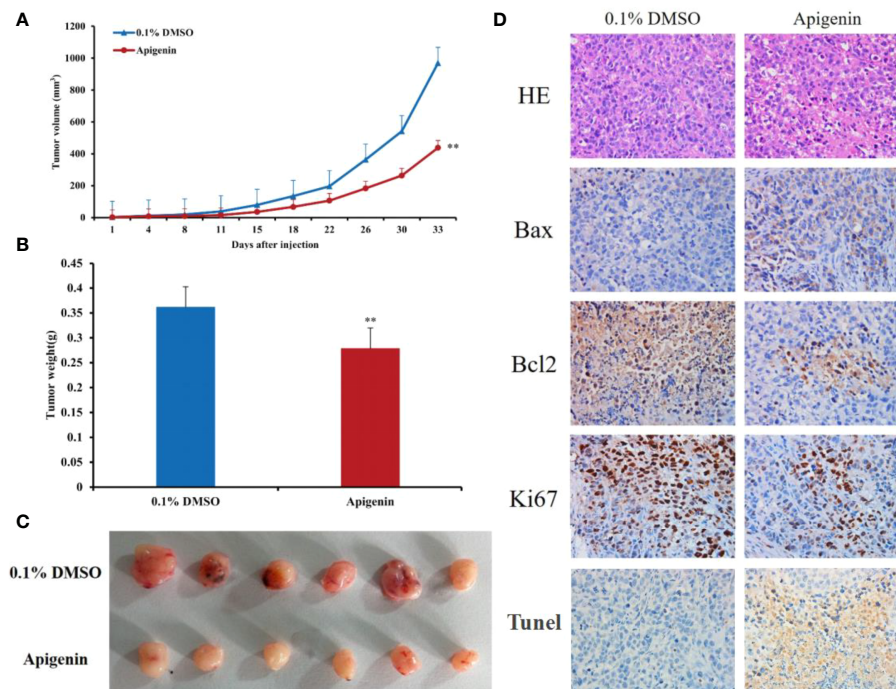 A
1200
1000
800
600
400
200
0
Tumor volume (mm³)
0.1% DMSO
Apigenin
**
1 4 8 11 15 18 22 26 30 33
Days after injection
B
0.45
0.4
0.35
0.3
0.25
0.2
0.15
0.1
0.05
0
Tumor weight(g)
**
0.1% DMSO Apigenin
C
0.1% DMSO
Apigenin
D
0.1% DMSO Apigenin
HE
Bax
Bcl2
Ki67
Tunel